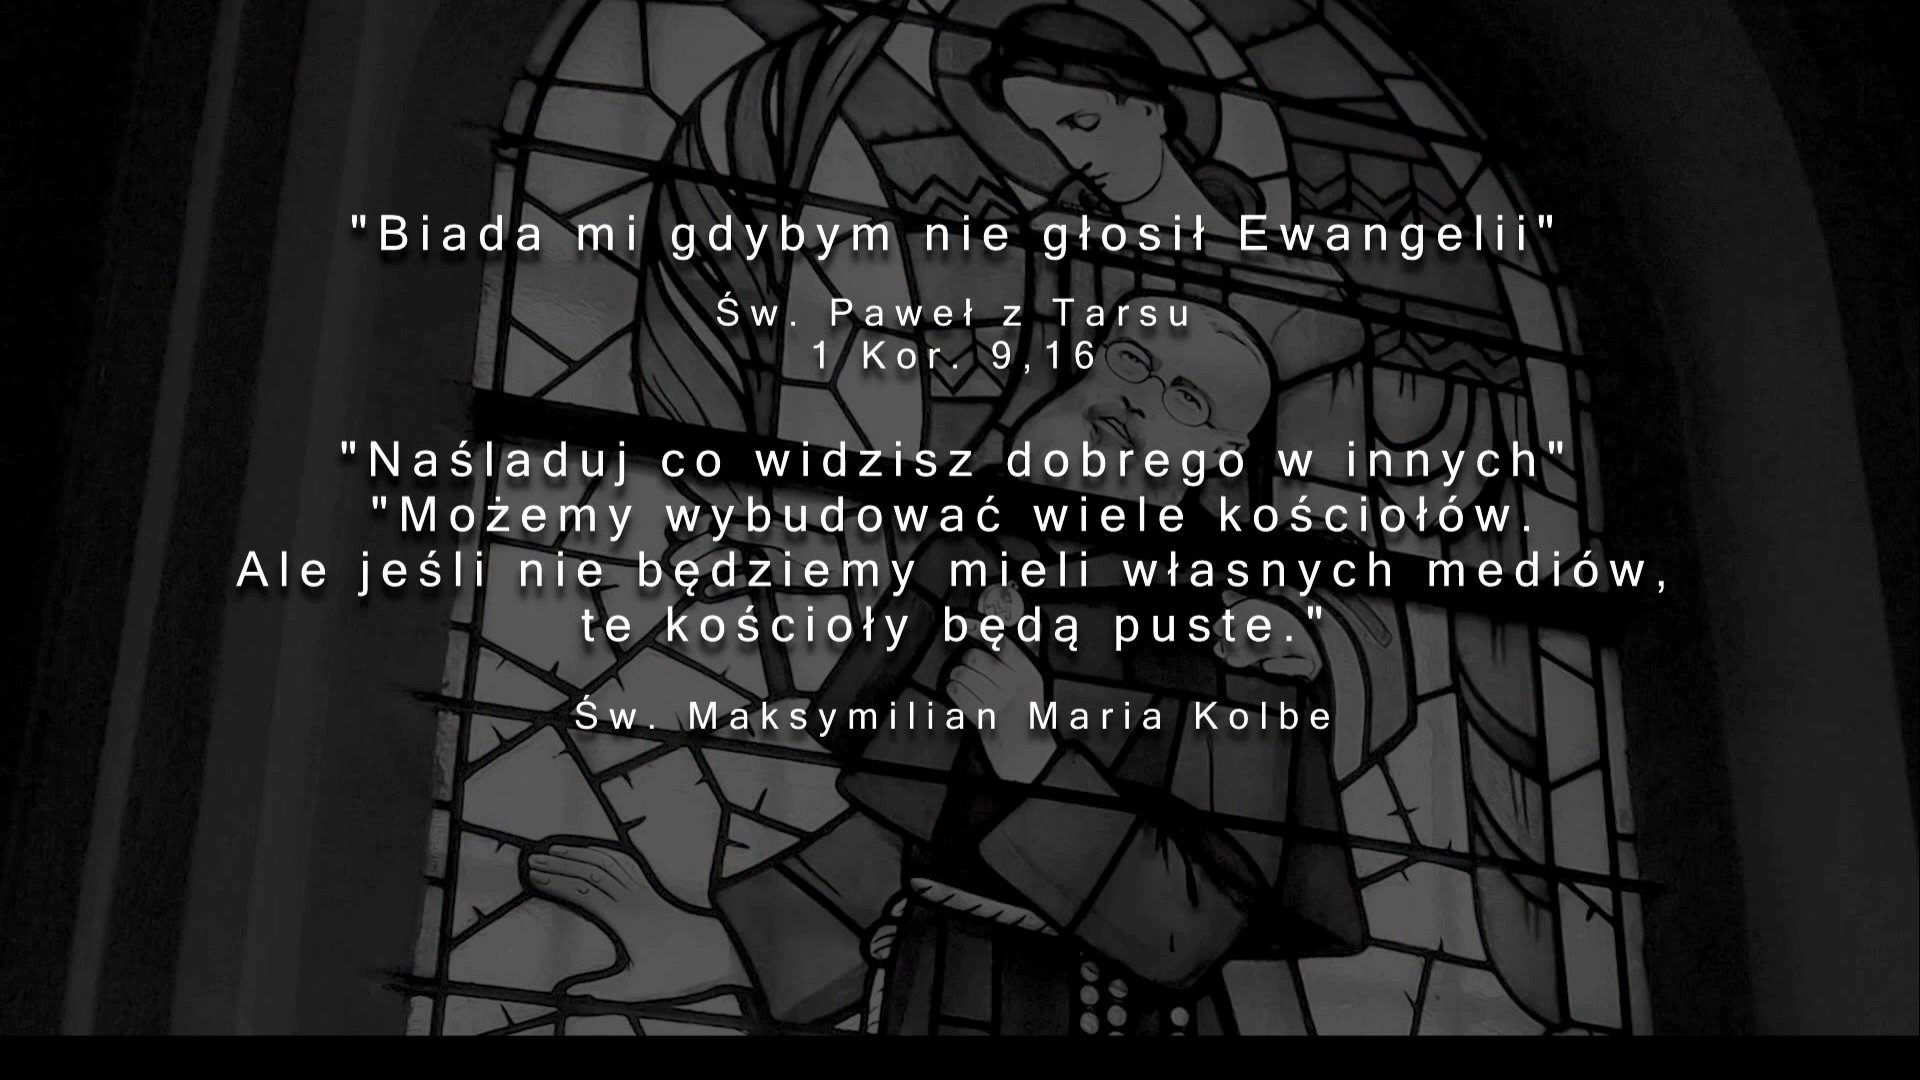 "Biada mi gdybym nie głosił Ewangelii"
Św. Paweł z Tarsu
1 Kor. 9,16
"Naśladuj co widzisz dobrego w innych"
"Możemy wybudować wiele kościołów.
Ale jeśli nie będziemy mieli własnych mediów,
te kościoły będą puste."
Św. Maksymilian Maria Kolbe